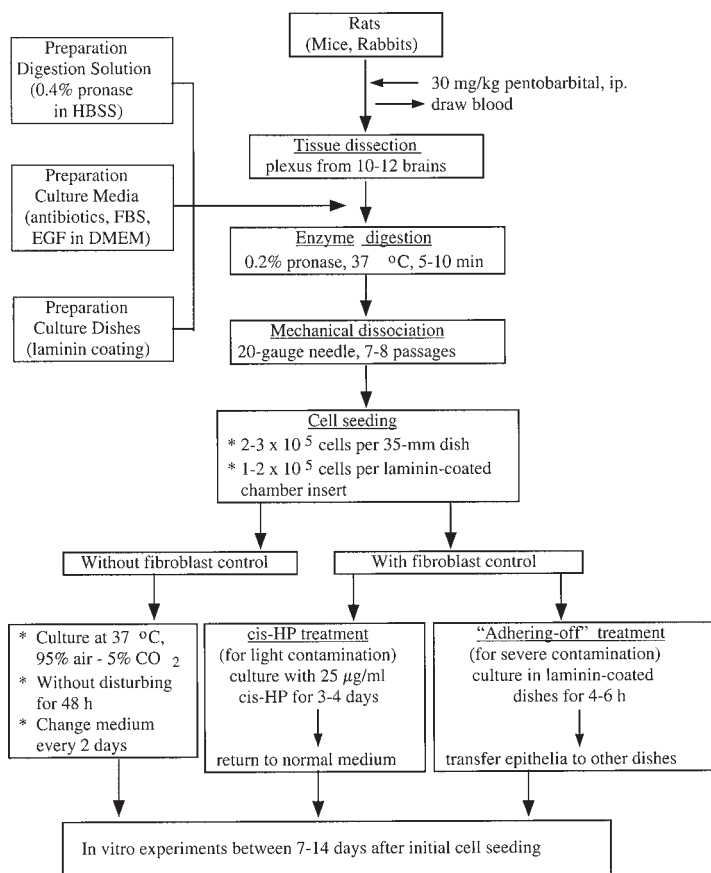 Rats
(Mice, Rabbits)
Preparation
Digestion Solution
(0.4% pronase
in HBSS)
30 mg/kg pentobarbital, ip.
draw blood
Tissue dissection
plexus from 10-12 brains
Preparation
Culture Media
(antibiotics, FBS,
EGF in DMEM)
Enzyme digestion
0.2% pronase, 37 °C, 5-10 min
Preparation
Culture Dishes
(laminin coating)
Mechanical dissociation
20-gauge needle, 7-8 passages
Cell seeding
* 2-3 x 10 5 cells per 35-mm dish
* 1-2 x 10 5 cells per laminin-coated
chamber insert
Without fibroblast control
With fibroblast control
* Culture at 37 °C,
95% air - 5% CO 2
* Without disturbing
for 48 h
* Change medium
every 2 days
cis-HP treatment
(for light contamination)
culture with 25 µg/ml
cis-HP for 3-4 days
return to normal medium
"Adhering-off" treatment
(for severe contamination)
culture in laminin-coated
dishes for 4-6 h
transfer epithelia to other dishes
In vitro experiments between 7-14 days after initial cell seeding